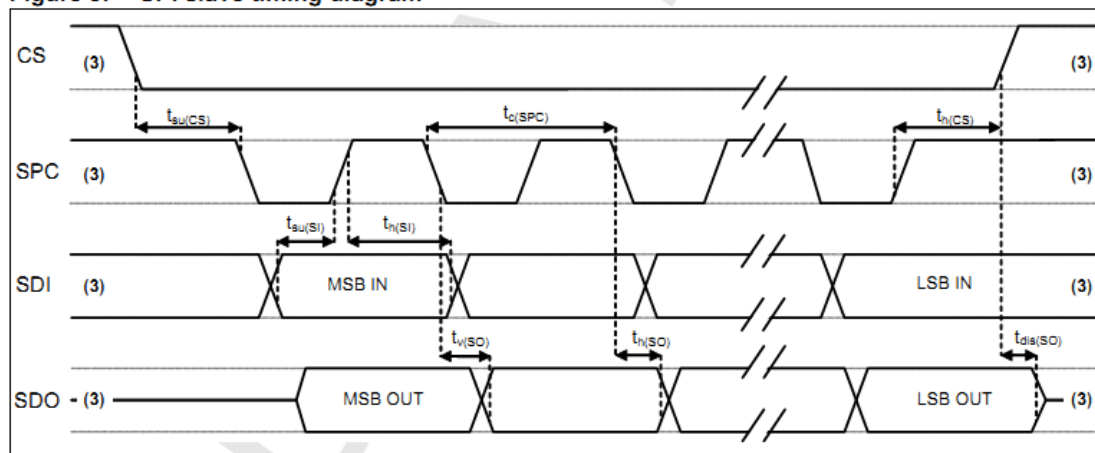 CS (3) (3)
t_su(CS) t_c(SPC) t_h(CS)
SPC (3) (3)
t_su(SI) t_h(SI)
SDI (3) MSB IN LSB IN (3)
t_v(SO) t_h(SO) t_dis(SO)
SDO - (3) MSB OUT LSB OUT (3)